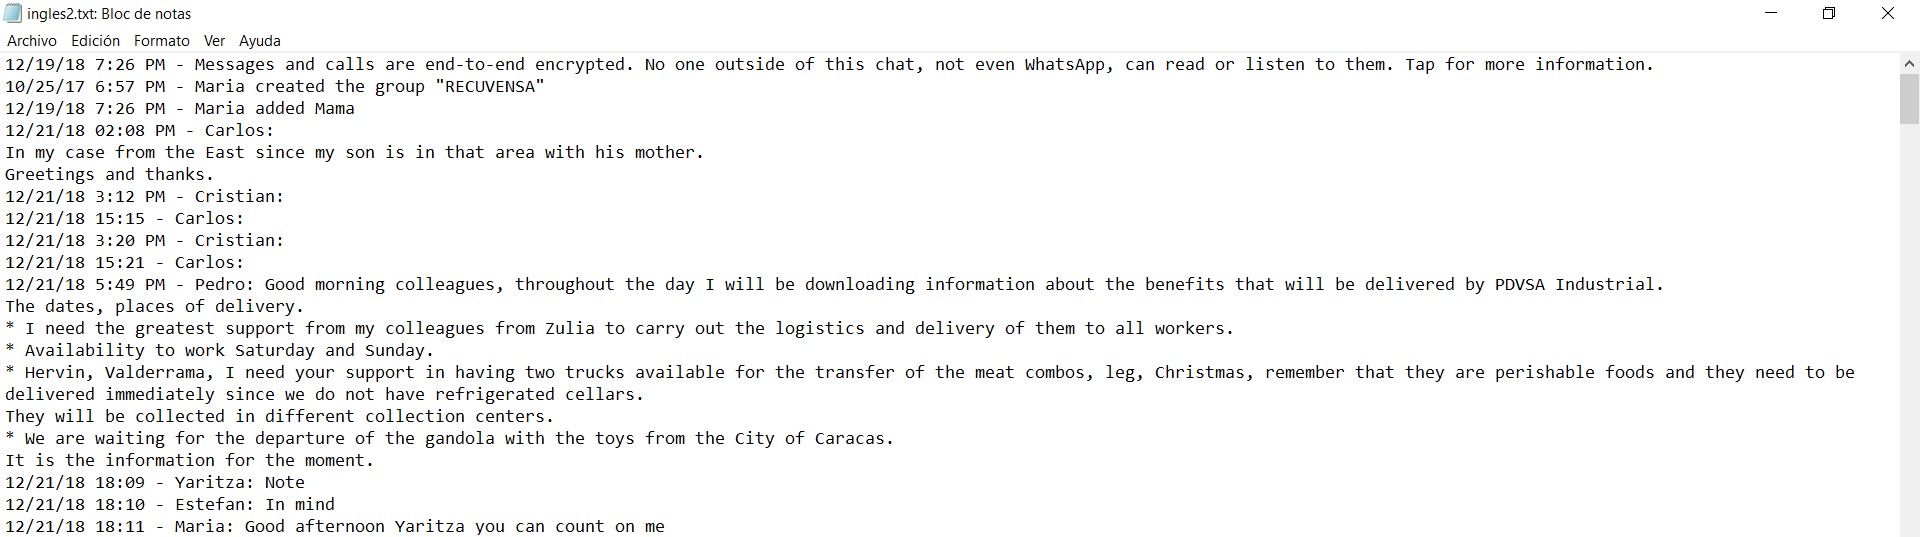 ingles2.txt: Bloc de notas
Archivo Edición Formato Ver Ayuda
12/19/18 7:26 PM - Messages and calls are end-to-end encrypted. No one outside of this chat, not even WhatsApp, can read or listen to them. Tap for more information.
10/25/17 6:57 PM - Maria created the group "RECUVENSA"
12/19/18 7:26 PM - Maria added Mama
12/21/18 02:08 PM - Carlos:
In my case from the East since my son is in that area with his mother.
Greetings and thanks.
12/21/18 3:12 PM - Cristian:
12/21/18 15:15 - Carlos:
12/21/18 3:20 PM - Cristian:
12/21/18 15:21 - Carlos:
12/21/18 5:49 PM - Pedro: Good morning colleagues, throughout the day I will be downloading information about the benefits that will be delivered by PDVSA Industrial.
The dates, places of delivery.
* I need the greatest support from my colleagues from Zulia to carry out the logistics and delivery of them to all workers.
* Availability to work Saturday and Sunday.
* Hervin, Valderrama, I need your support in having two trucks available for the transfer of the meat combos, leg, Christmas, remember that they are perishable foods and they need to be
delivered immediately since we do not have refrigerated cellars.
They will be collected in different collection centers.
* We are waiting for the departure of the gandola with the toys from the City of Caracas.
It is the information for the moment.
12/21/18 18:09 - Yaritza: Note
12/21/18 18:10 - Estefan: In mind
12/21/18 18:11 - Maria: Good afternoon Yaritza you can count on me